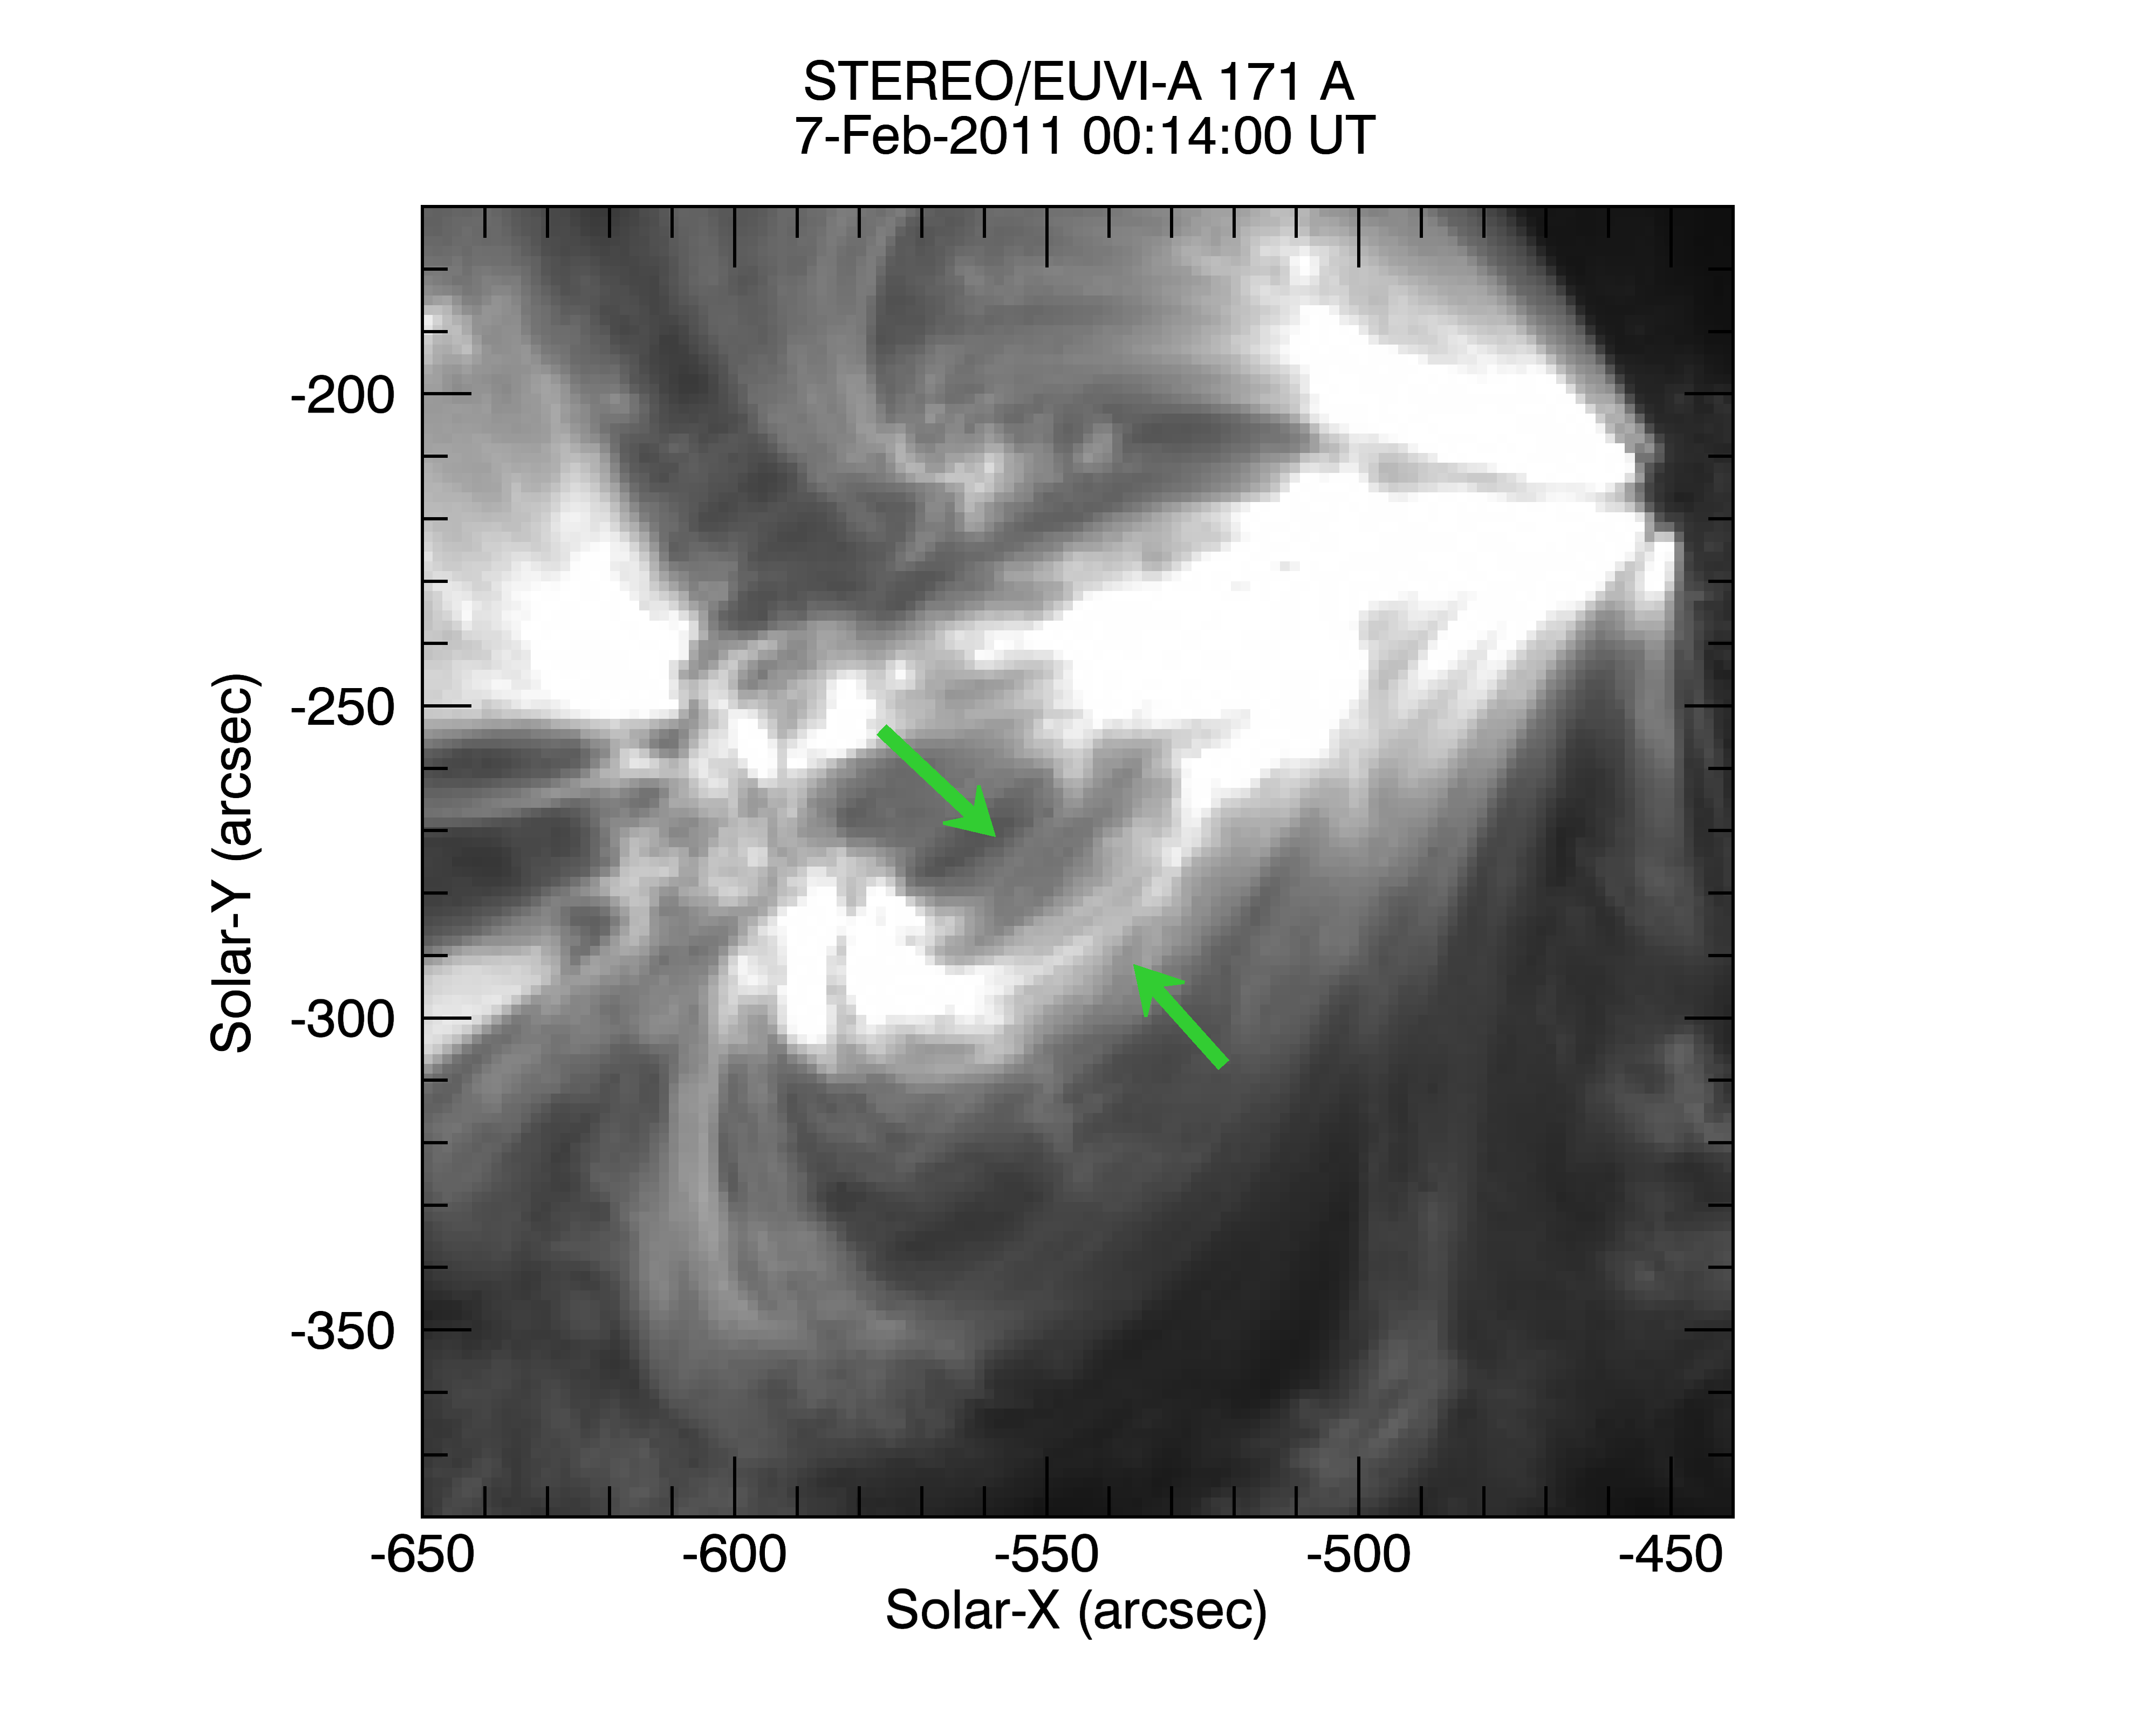 STEREO/EUVI-A 171 A
7-Feb-2011 00:14:00 UT
-200
-250
-300
-350
Solar-Y (arcsec)
-650 -600 -550 -500 -450
Solar-X (arcsec)